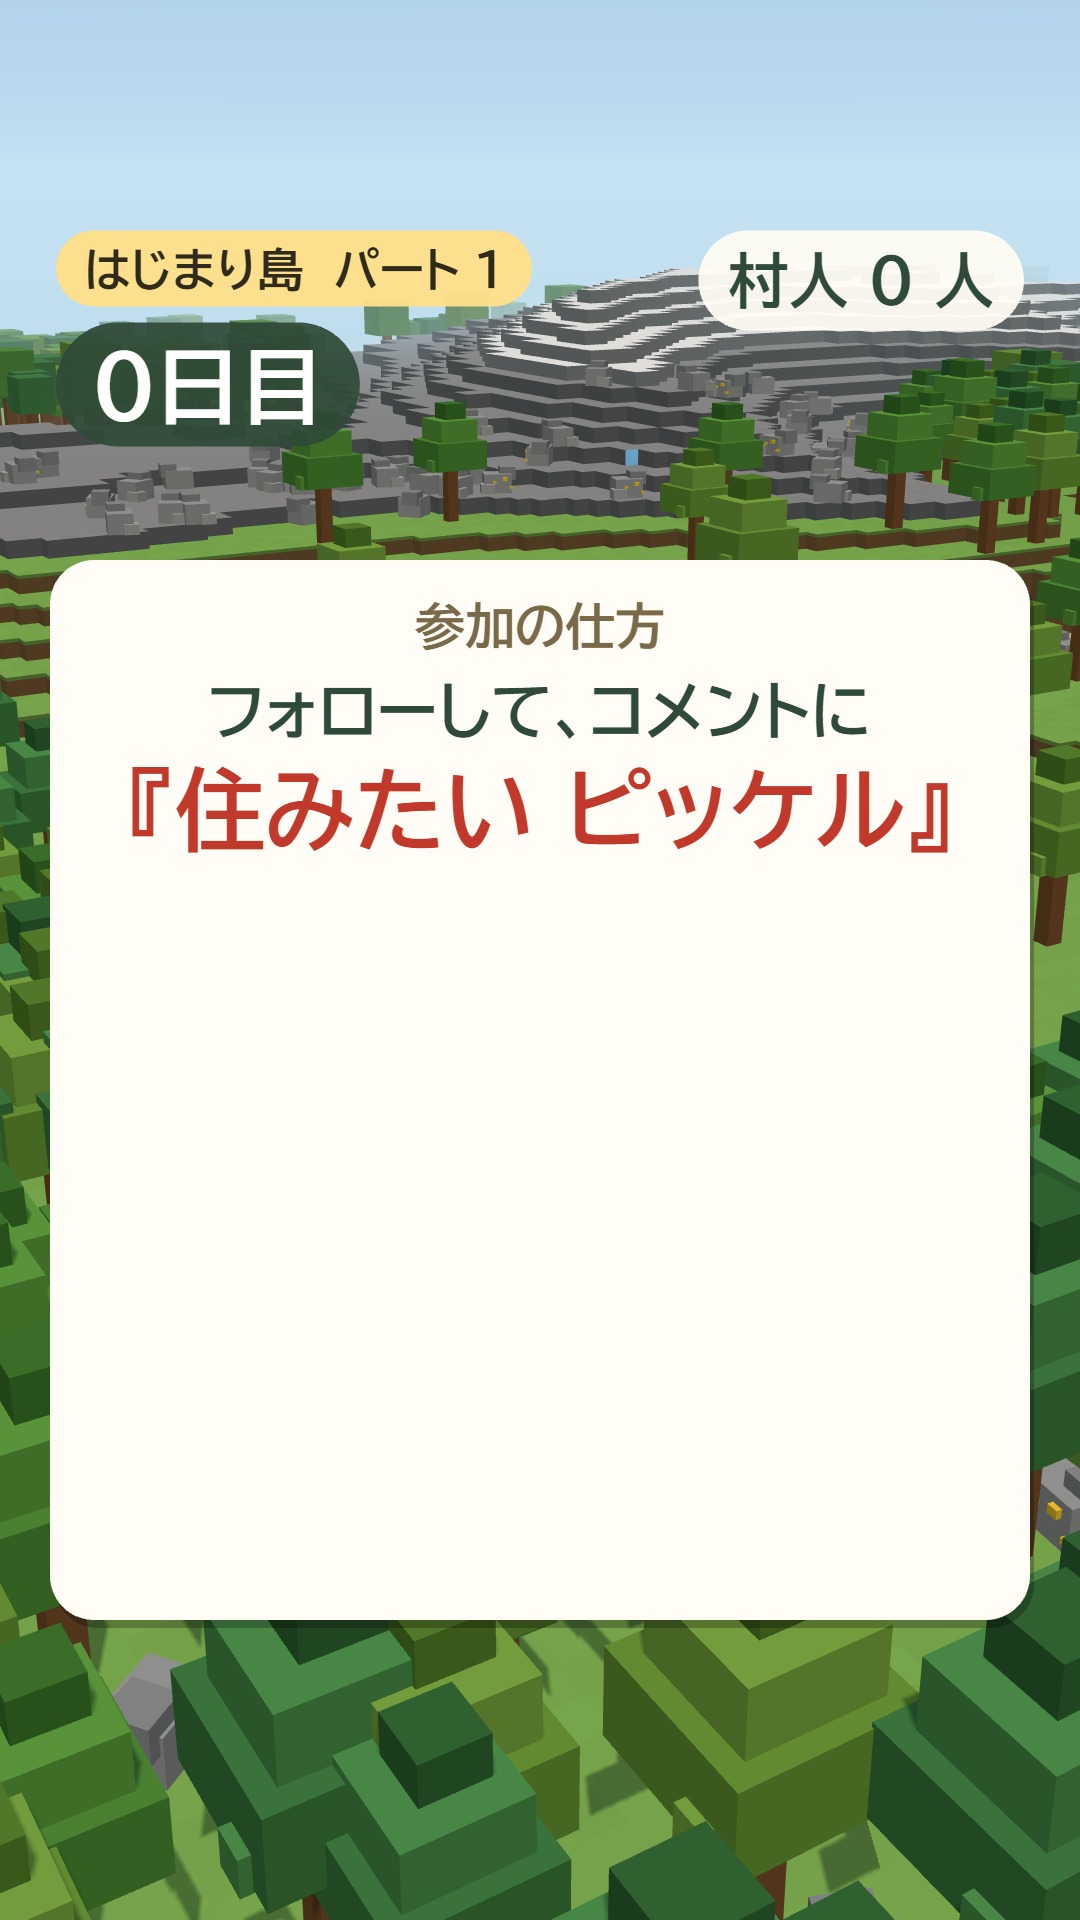 はじまり島 パート 1
村人 0 人
0日目
参加の仕方
フォローして、コメントに
『住みたい ピッケル』